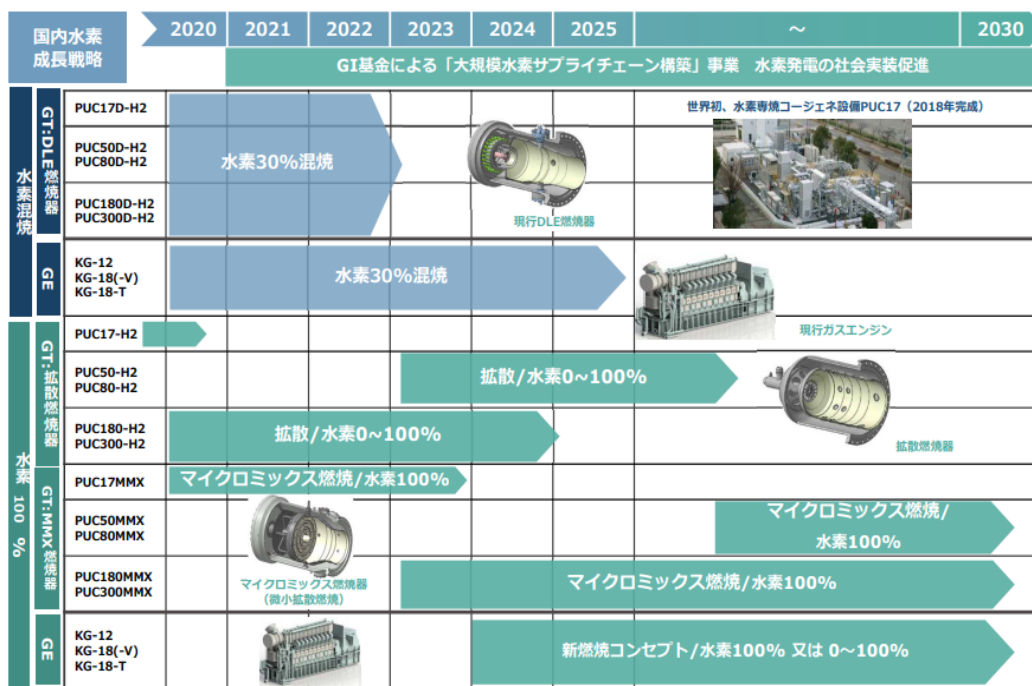 国内水素
成長戦略
2020
2021
2022
2023
2024
2025
～
2030
GI基金による「大規模水素サプライチェーン構築」事業　水素発電の社会実装促進
水素混焼
GT:DLE燃焼器
PUC17D-H2
PUC50D-H2
PUC80D-H2
PUC180D-H2
PUC300D-H2
水素30%混焼
現行DLE燃焼器
世界初、水素専焼コージェネ設備PUC17（2018年完成）
GE
KG-12
KG-18(-V)
KG-18-T
水素30%混焼
現行ガスエンジン
水素100%
GT:拡散燃焼器
PUC17-H2
PUC50-H2
PUC80-H2
拡散/水素0~100%
拡散燃焼器
PUC180-H2
PUC300-H2
拡散/水素0~100%
GT:MMX燃焼器
PUC17MMX
マイクロミックス燃焼/水素100%
PUC50MMX
PUC80MMX
マイクロミックス燃焼/
水素100%
マイクロミックス燃焼器
（微小拡散燃焼）
PUC180MMX
PUC300MMX
マイクロミックス燃焼/水素100%
GE
KG-12
KG-18(-V)
KG-18-T
新燃焼コンセプト/水素100% 又は 0～100%